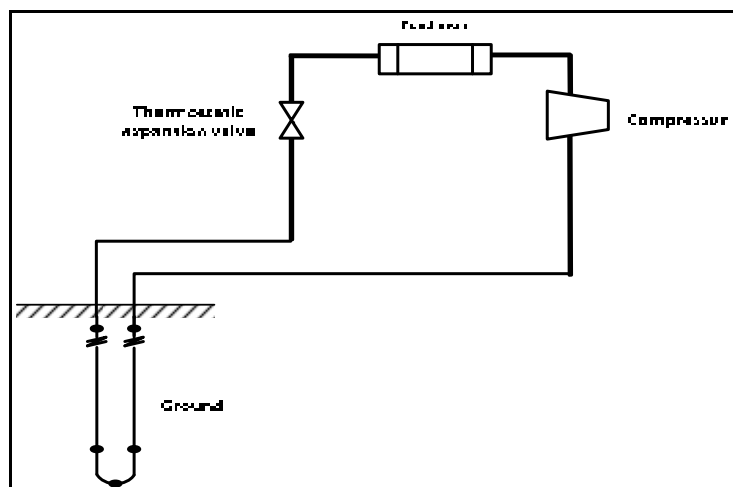 Thermostatic
expansion valve
Compressor
Ground